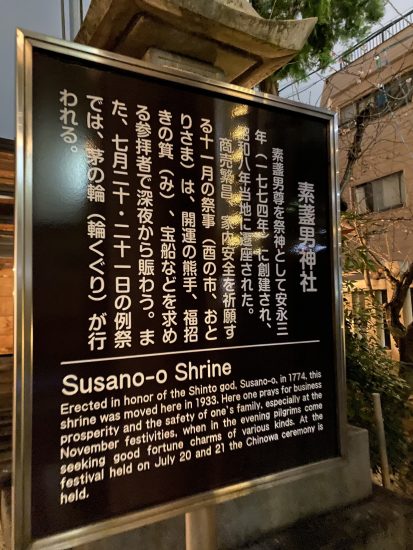 素盞男神社
素盞男尊を祭神として安永三
年(一七七四年)に創建され、
昭和八年当地に遷座された。
「商売繁昌、家内安全を祈願す
る十一月の祭事(酉の市、おと
りさま)は、開運の熊手、福招
きの箕(み)、宝船などを求め
る参拝者で深夜から賑わう。ま
た、七月二十・二十一日の例祭
では、茅の輪(輪くぐり)が行
われる。
Susano-o Shrine
Erected in honor of the Shinto god, Susano-o, in 1774, this
shrine was moved here in 1933. Here one prays for business
prosperity and the safety of one's family, especially at the
November festivities, when in the evening pilgrims come
seeking good fortune charms of various kinds. At the
festival held on July 20 and 21 the Chinowa ceremony is
held.